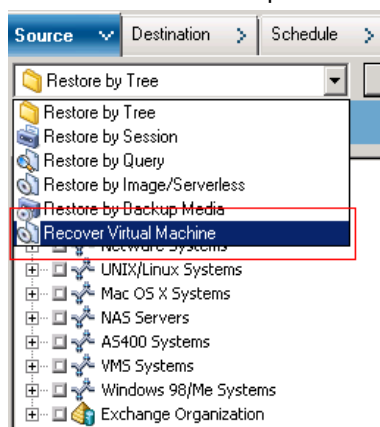 Source Destination > Schedule >
Restore by Tree
Restore by Tree
Restore by Session
Restore by Query
Restore by Image/Serverless
Restore by Backup Media
Recover Virtual Machine
Netware Systems
UNIX/Linux Systems
Mac OS X Systems
NAS Servers
AS400 Systems
VMS Systems
Windows 98/Me Systems
Exchange Organization